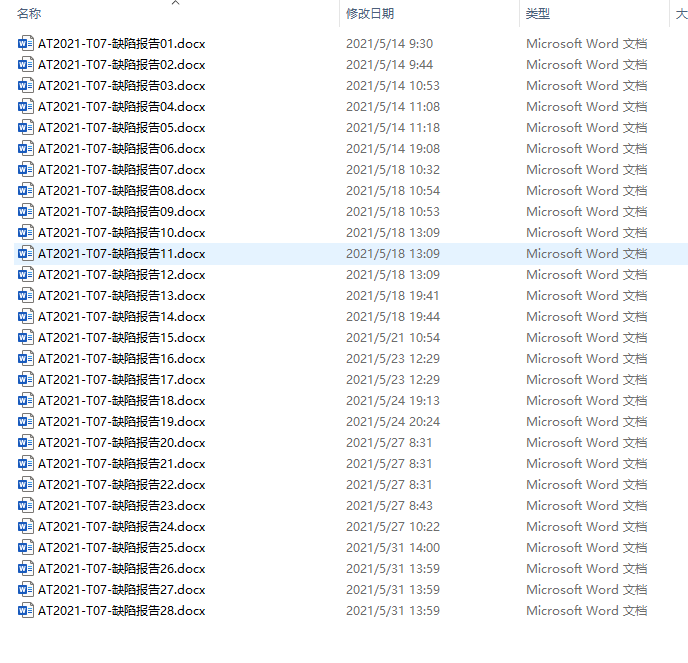 名称 修改日期 类型 大
AT2021-T07-缺陷报告01.docx 2021/5/14 9:30 Microsoft Word 文档
AT2021-T07-缺陷报告02.docx 2021/5/14 9:44 Microsoft Word 文档
AT2021-T07-缺陷报告03.docx 2021/5/14 10:53 Microsoft Word 文档
AT2021-T07-缺陷报告04.docx 2021/5/14 11:08 Microsoft Word 文档
AT2021-T07-缺陷报告05.docx 2021/5/14 11:18 Microsoft Word 文档
AT2021-T07-缺陷报告06.docx 2021/5/14 19:08 Microsoft Word 文档
AT2021-T07-缺陷报告07.docx 2021/5/18 10:32 Microsoft Word 文档
AT2021-T07-缺陷报告08.docx 2021/5/18 10:54 Microsoft Word 文档
AT2021-T07-缺陷报告09.docx 2021/5/18 10:53 Microsoft Word 文档
AT2021-T07-缺陷报告10.docx 2021/5/18 13:09 Microsoft Word 文档
AT2021-T07-缺陷报告11.docx 2021/5/18 13:09 Microsoft Word 文档
AT2021-T07-缺陷报告12.docx 2021/5/18 13:09 Microsoft Word 文档
AT2021-T07-缺陷报告13.docx 2021/5/18 19:41 Microsoft Word 文档
AT2021-T07-缺陷报告14.docx 2021/5/18 19:44 Microsoft Word 文档
AT2021-T07-缺陷报告15.docx 2021/5/21 10:54 Microsoft Word 文档
AT2021-T07-缺陷报告16.docx 2021/5/23 12:29 Microsoft Word 文档
AT2021-T07-缺陷报告17.docx 2021/5/23 12:29 Microsoft Word 文档
AT2021-T07-缺陷报告18.docx 2021/5/24 19:13 Microsoft Word 文档
AT2021-T07-缺陷报告19.docx 2021/5/24 20:24 Microsoft Word 文档
AT2021-T07-缺陷报告20.docx 2021/5/27 8:31 Microsoft Word 文档
AT2021-T07-缺陷报告21.docx 2021/5/27 8:31 Microsoft Word 文档
AT2021-T07-缺陷报告22.docx 2021/5/27 8:31 Microsoft Word 文档
AT2021-T07-缺陷报告23.docx 2021/5/27 8:43 Microsoft Word 文档
AT2021-T07-缺陷报告24.docx 2021/5/27 10:22 Microsoft Word 文档
AT2021-T07-缺陷报告25.docx 2021/5/31 14:00 Microsoft Word 文档
AT2021-T07-缺陷报告26.docx 2021/5/31 13:59 Microsoft Word 文档
AT2021-T07-缺陷报告27.docx 2021/5/31 13:59 Microsoft Word 文档
AT2021-T07-缺陷报告28.docx 2021/5/31 13:59 Microsoft Word 文档